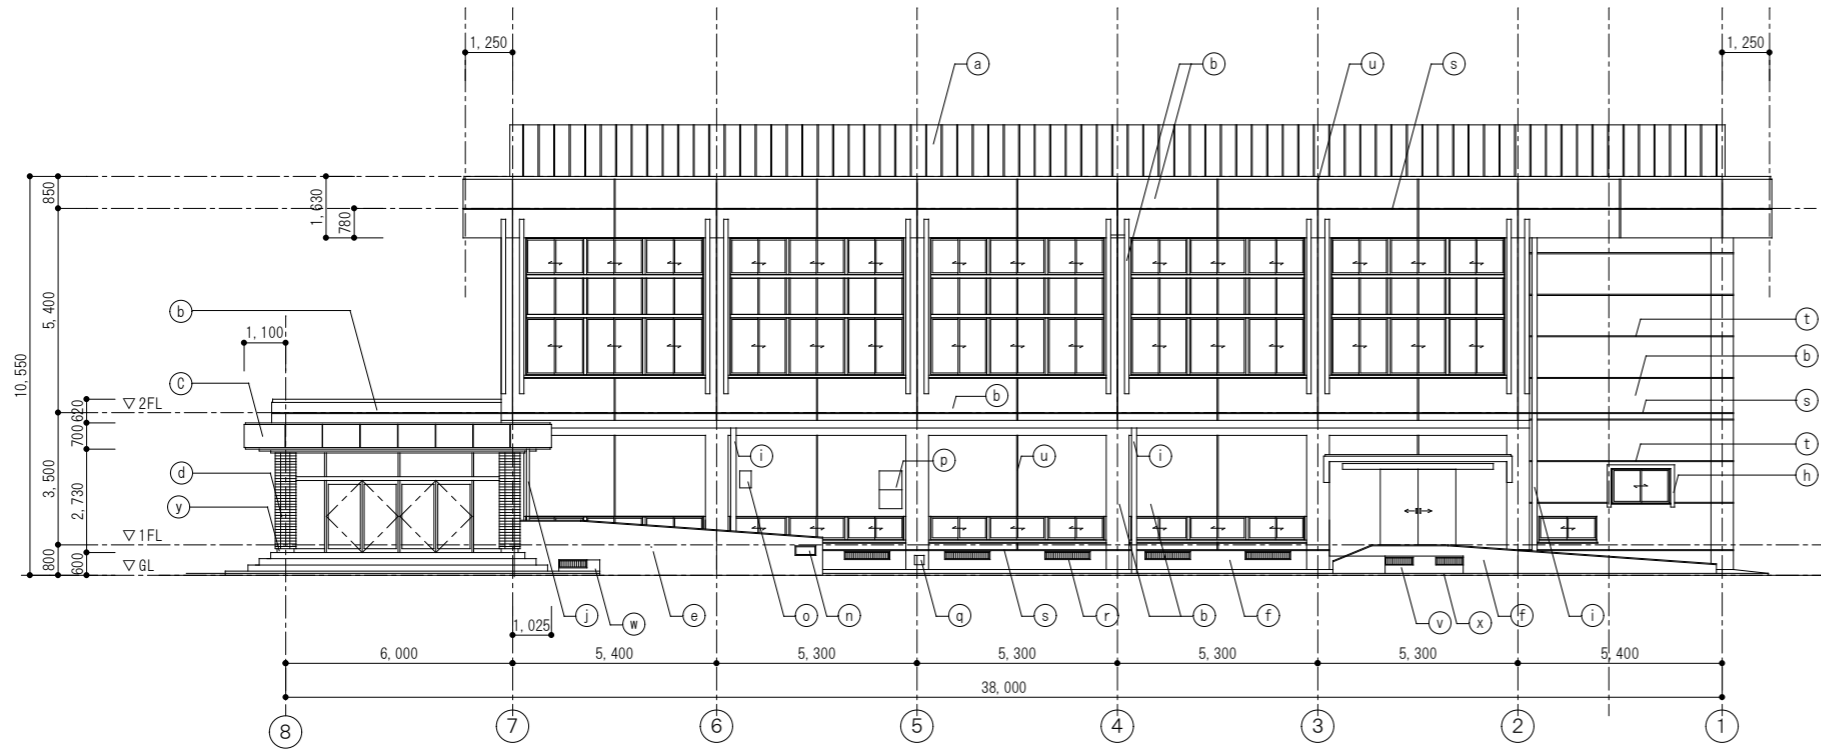 1,250
1,250
a
b
u
s
850
1,630
780
5,400
10,550
b
1,100
t
C
b
▽2FL
620
b
s
700
i
p
u
i
t
3,500
d
h
2,730
y
▽1FL
800
600
▽GL
j
w
e
o
n
q
s
r
b
f
v
x
f
i
1,025
6,000
5,400
5,300
5,300
5,300
5,300
5,400
38,000
8
7
6
5
4
3
2
1